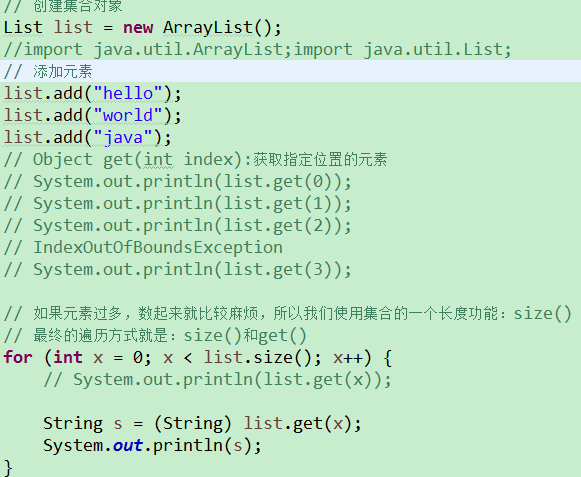 // 创建集合对象
List list = new ArrayList();
//import java.util.ArrayList;import java.util.List;
// 添加元素
list.add("hello");
list.add("world");
list.add("java");
// Object get(int index):获取指定位置的元素
// System.out.println(list.get(0));
// System.out.println(list.get(1));
// System.out.println(list.get(2));
// IndexOutOfBoundsException
// System.out.println(list.get(3));
// 如果元素过多，数起来就比较麻烦，所以我们使用集合的一个长度功能：size()
// 最终的遍历方式就是：size()和get()
for (int x = 0; x < list.size(); x++) {
    // System.out.println(list.get(x));
    String s = (String) list.get(x);
    System.out.println(s);
}